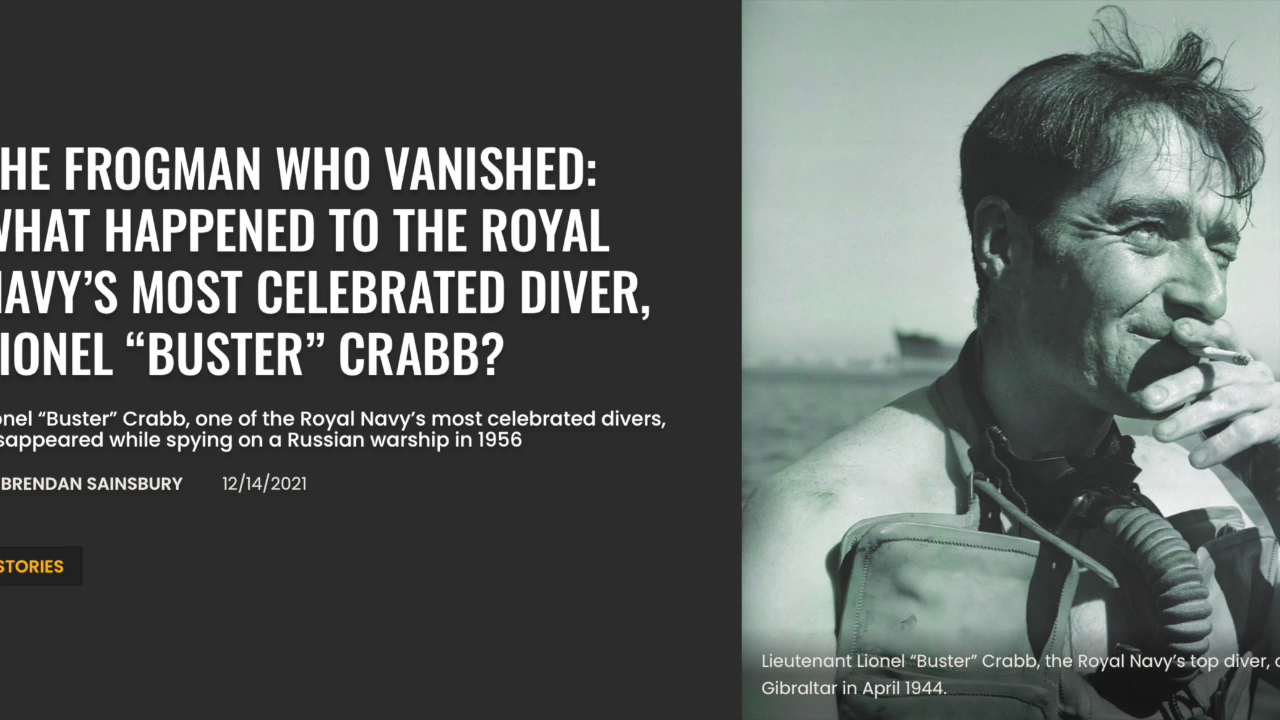 HE FROGMAN WHO VANISHED:
WHAT HAPPENED TO THE ROYAL
NAVY’S MOST CELEBRATED DIVER,
IONEL “BUSTER” CRABB?
onel “Buster” Crabb, one of the Royal Navy’s most celebrated divers,
sappeared while spying on a Russian warship in 1956
BRENDAN SAINSBURY 12/14/2021
STORIES
Lieutenant Lionel “Buster” Crabb, the Royal Navy’s top diver,
Gibraltar in April 1944.